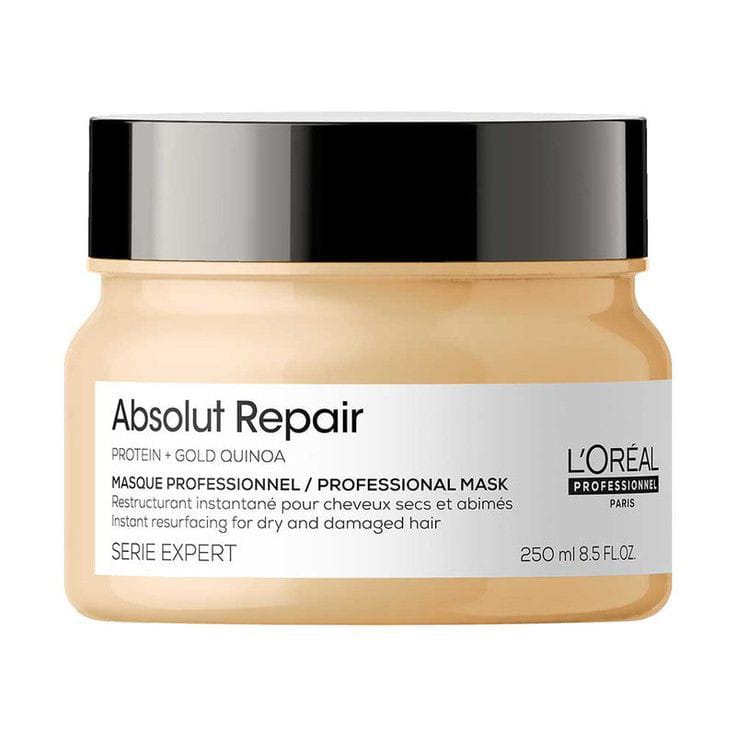 Absolut Repair
PROTEIN + GOLD QUINOA
MASQUE PROFESSIONNEL / PROFESSIONAL MASK
Restructurant instantané pour cheveux secs et abimés
Instant resurfacing for dry and damaged hair
SERIE EXPERT
L'ORÉAL
PROFESSIONNEL
PARIS
250 ml 8.5 FL.OZ.